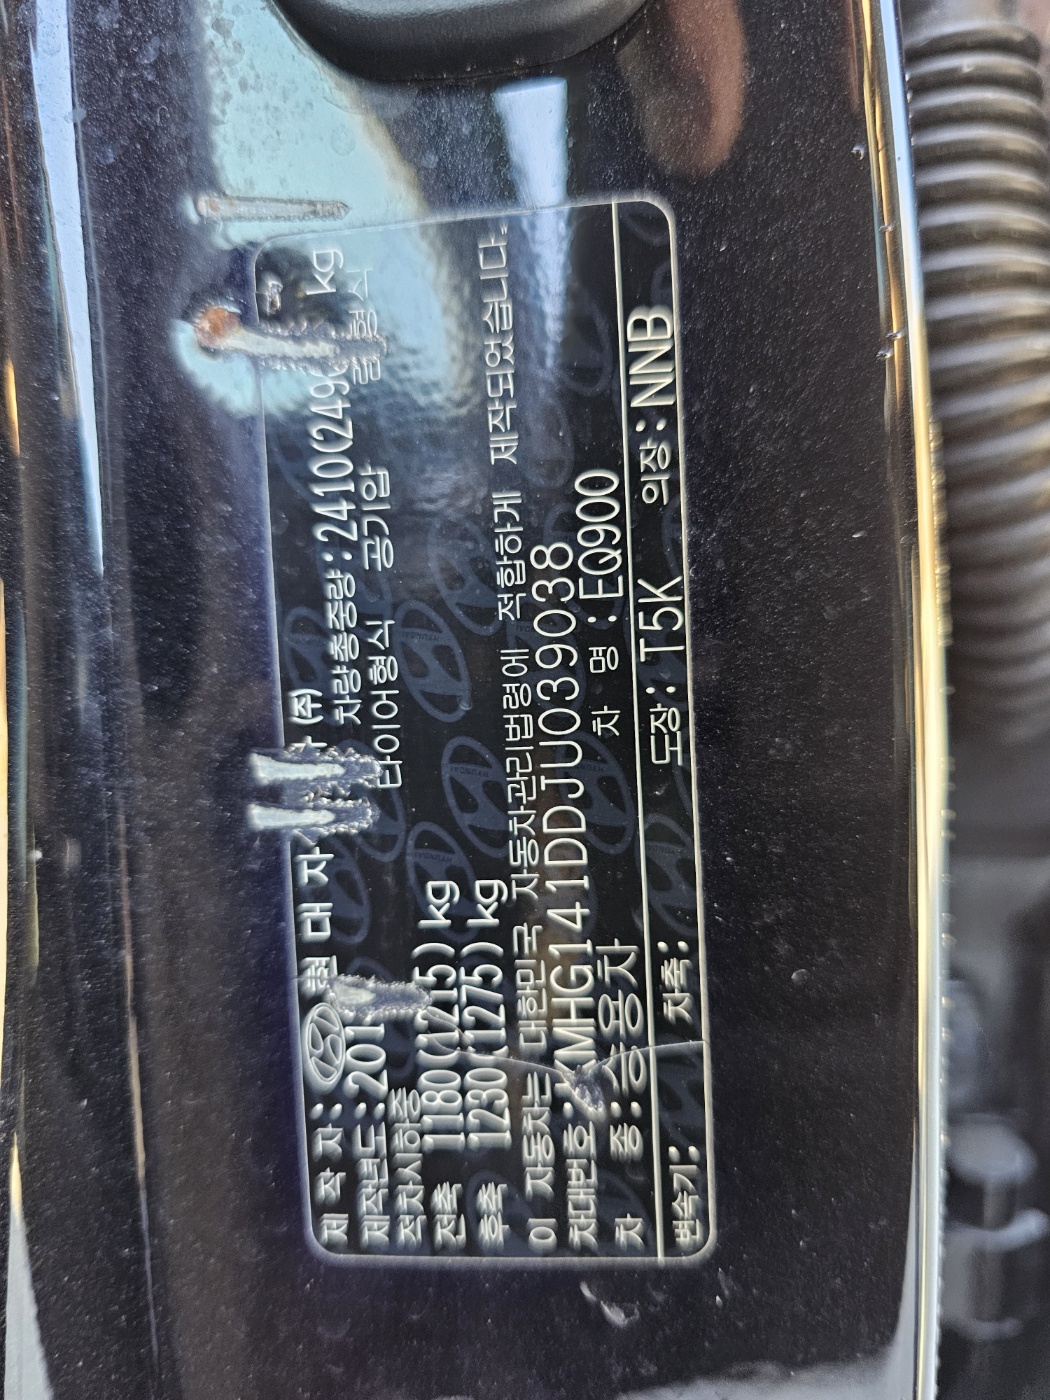 제 작 자: 현 대 자 (주)
제작년도: 201 차량총중량: 2410(249 kg
적차시하중 타이어형식 공기압 림형식
전축 1180(1215) kg
후축 1230(1275) kg
이 자동차는 대한민국 자동차관리법령에 적합하게 제작되었습니다.
차대번호: KMHG141DDJU039038
차 종: 승용차 차 명: EQ900
변속기: 차축: 도장: T5K 의장: NNB